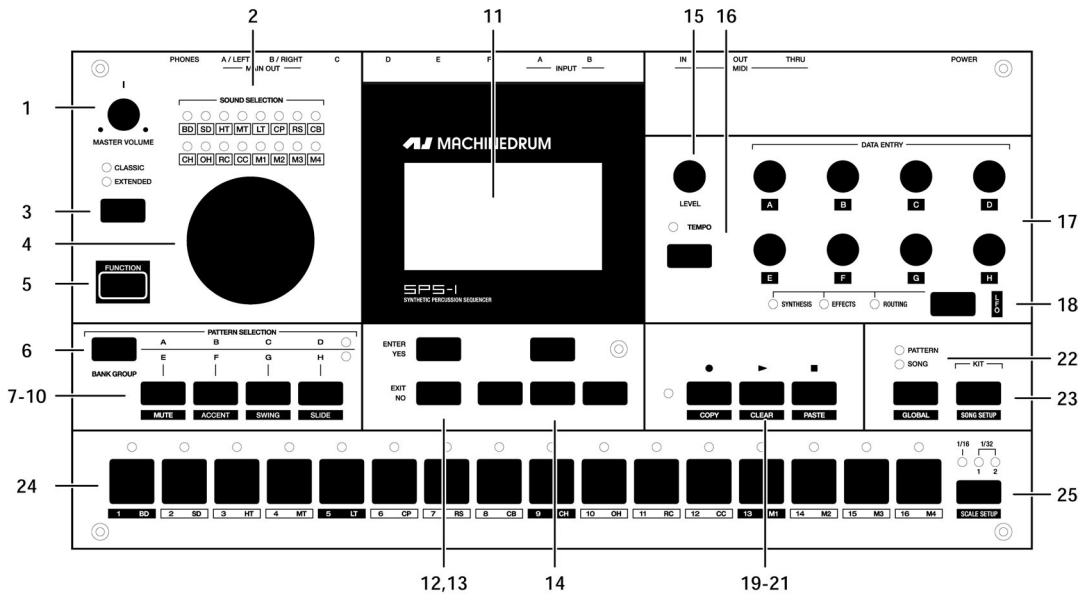 2 11 15 16
PHONES A / LEFT B / RIGHT C D E F A B IN OUT THRU POWER
MAIN OUT INPUT MIDI
1
SOUND SELECTION
BD SD HT MT LT CP RS CB
CH OH RC CC M1 M2 M3 M4
MASTER VOLUME
CLASSIC
EXTENDED
3
4
5
FUNCTION
MACHINEDRUM
SPS-1
SYNTHETIC PERCUSSION SEQUENCER
LEVEL
TEMPO
DATA ENTRY
A B C D
E F G H
17
SYNTHESIS EFFECTS ROUTING
LFO
18
6
PATTERN SELECTION
A B C D
E F G H
BANK GROUP
7-10
MUTE ACCENT SWING SLIDE
ENTER
YES
EXIT
NO
COPY CLEAR PASTE
PATTERN
SONG
KIT
GLOBAL SONG SETUP
22
23
24
1 BD 2 SD 3 HT 4 MT 5 LT 6 CP 7 RS 8 CB 9 CH 10 OH 11 RC 12 CC 13 M1 14 M2 15 M3 16 M4
1/16 1/32
1 2
SCALE SETUP
25
12,13 14 19-21